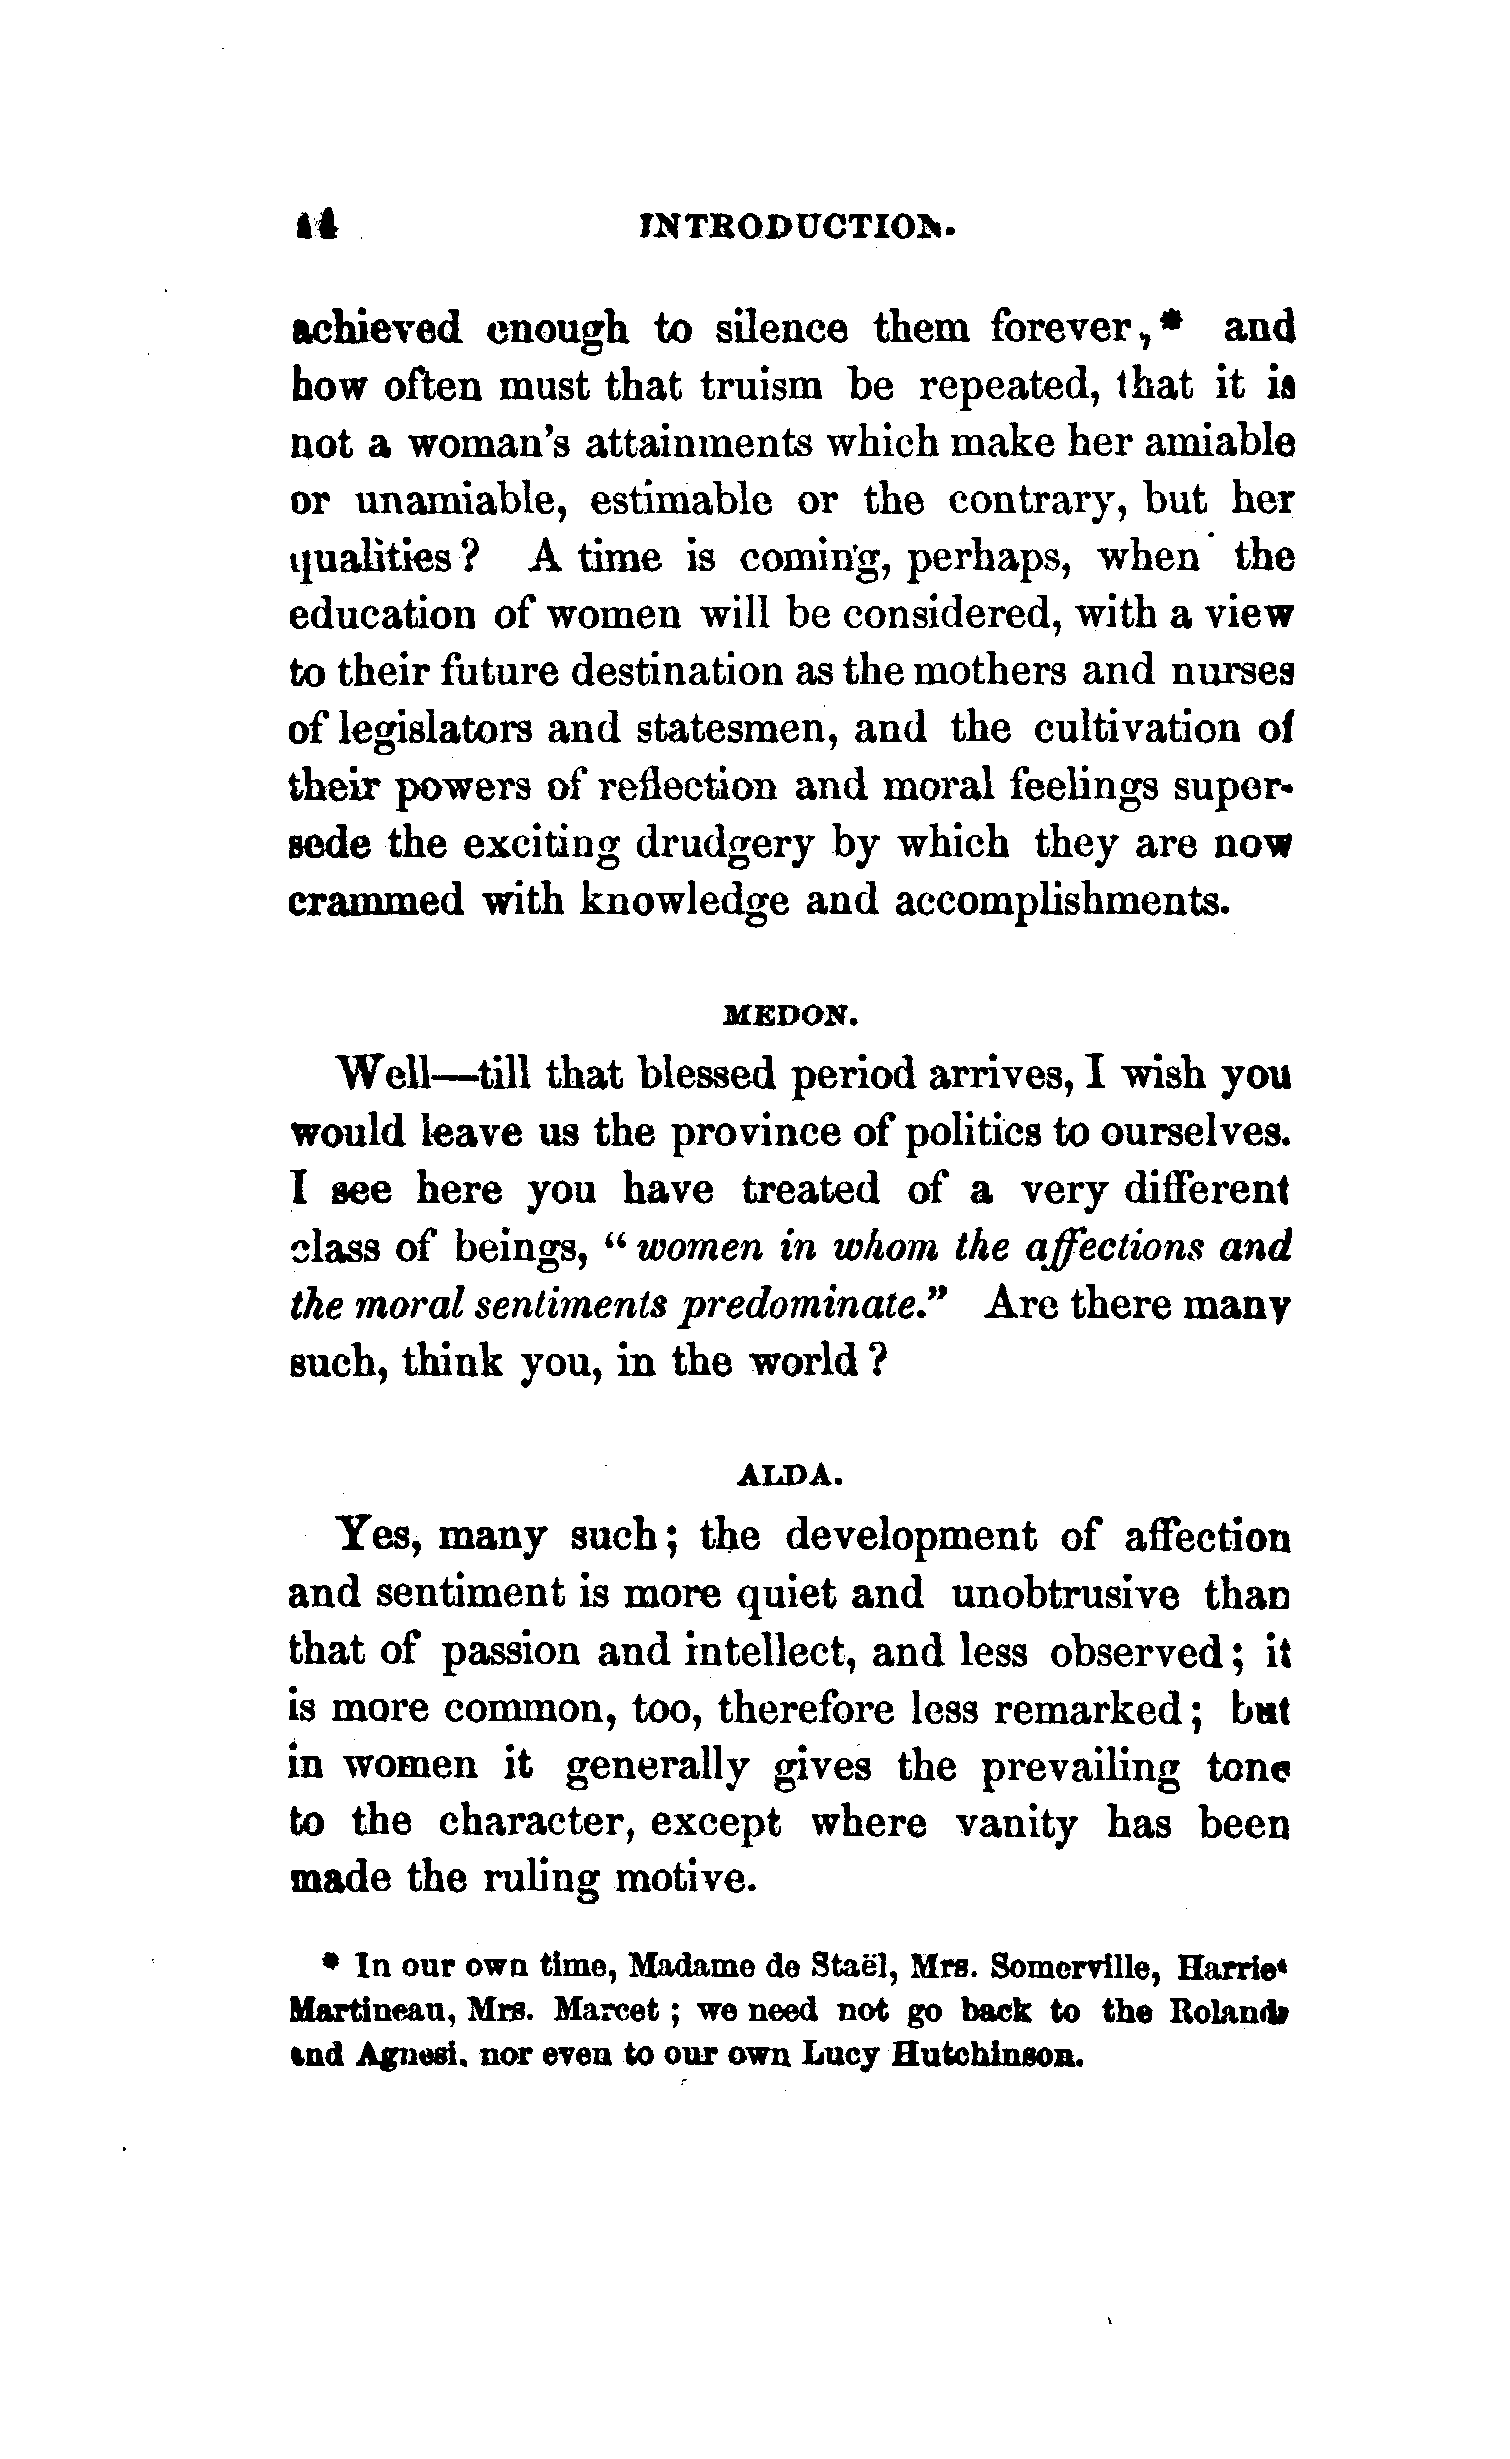 44 INTRODUCTION.
achieved enough to silence them forever,* and
how often must that truism be repeated, that it is
not a woman's attainments which make her amiable
or unamiable, estimable or the contrary, but her
qualities? A time is coming, perhaps, when the
education of women will be considered, with a view
to their future destination as the mothers and nurses
of legislators and statesmen, and the cultivation of
their powers of reflection and moral feelings super-
sede the exciting drudgery by which they are now
crammed with knowledge and accomplishments.
MEDON.
Well—till that blessed period arrives, I wish you
would leave us the province of politics to ourselves.
I see here you have treated of a very different
class of beings, "women in whom the affections and
the moral sentiments predominate." Are there many
such, think you, in the world?
ALDA.
Yes, many such; the development of affection
and sentiment is more quiet and unobtrusive than
that of passion and intellect, and less observed; it
is more common, too, therefore less remarked; but
in women it generally gives the prevailing tone
to the character, except where vanity has been
made the ruling motive.
* In our own time, Madame de Staël, Mrs. Somerville, Harriet
Martineau, Mrs. Marcet; we need not go back to the Rolands
and Agnesi, nor even to our own Lucy Hutchinson.